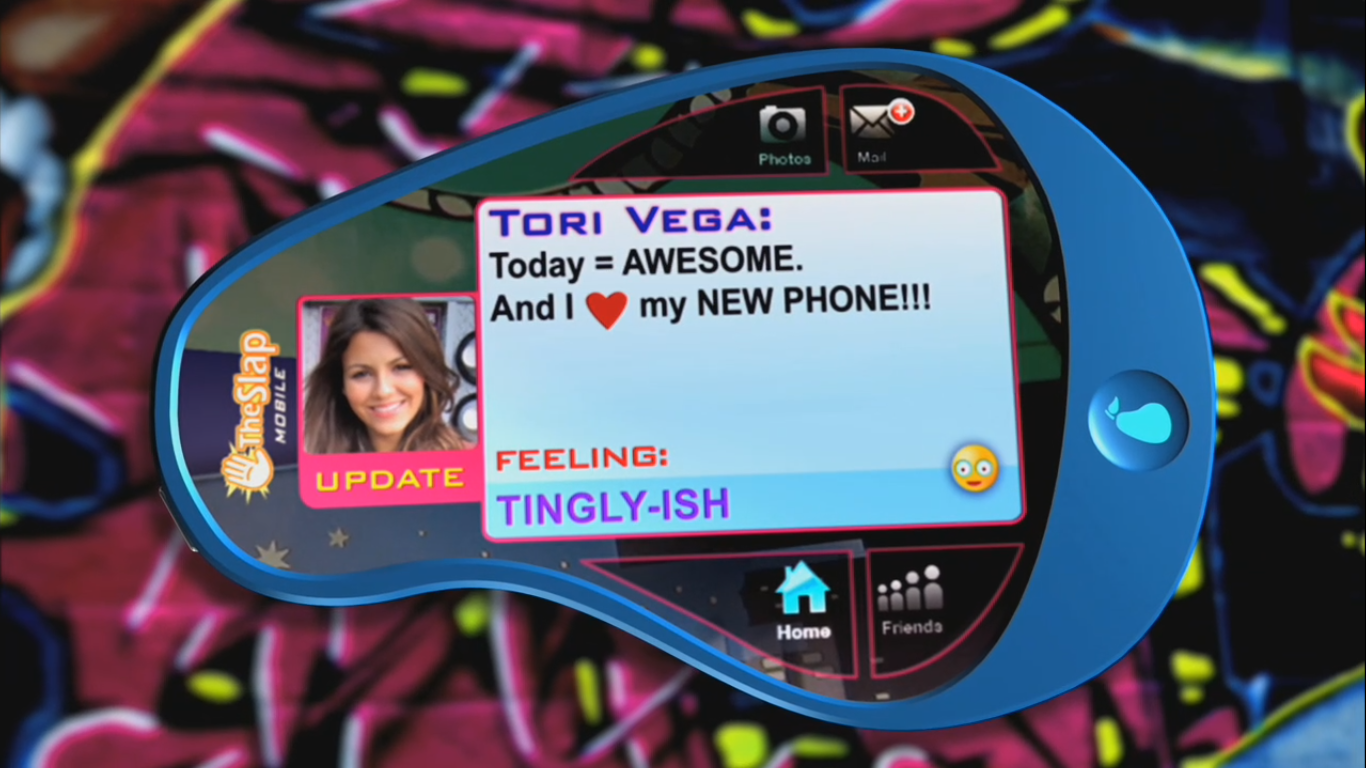 Photos
Mail
TORI VEGA:
Today = AWESOME.
And I ❤ my NEW PHONE!!!
TheSlap
MOBILE
UPDATE
FEELING:
TINGLY-ISH
Home
Friends